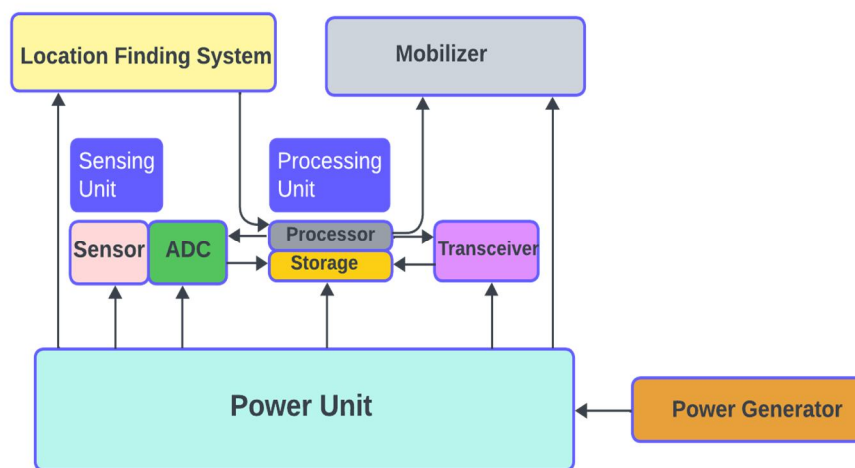 Location Finding System
Mobilizer
Sensing
Unit
Processing
Unit
Sensor
ADC
Processor
Storage
Transceiver
Power Unit
Power Generator